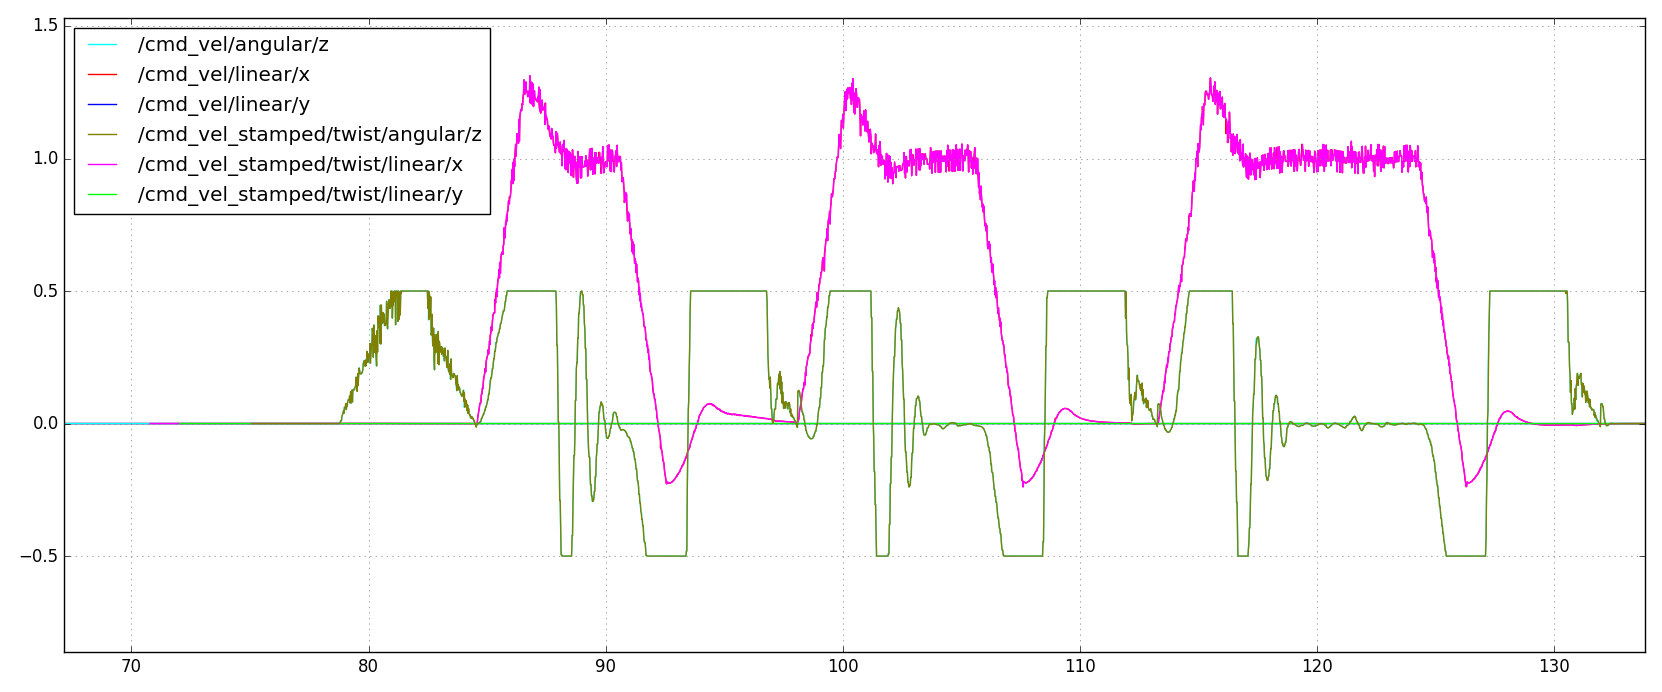 1.5
/cmd_vel/angular/z
/cmd_vel/linear/x
/cmd_vel/linear/y
/cmd_vel_stamped/twist/angular/z
/cmd_vel_stamped/twist/linear/x
/cmd_vel_stamped/twist/linear/y
1.0
0.5
0.0
−0.5
70 80 90 100 110 120 130